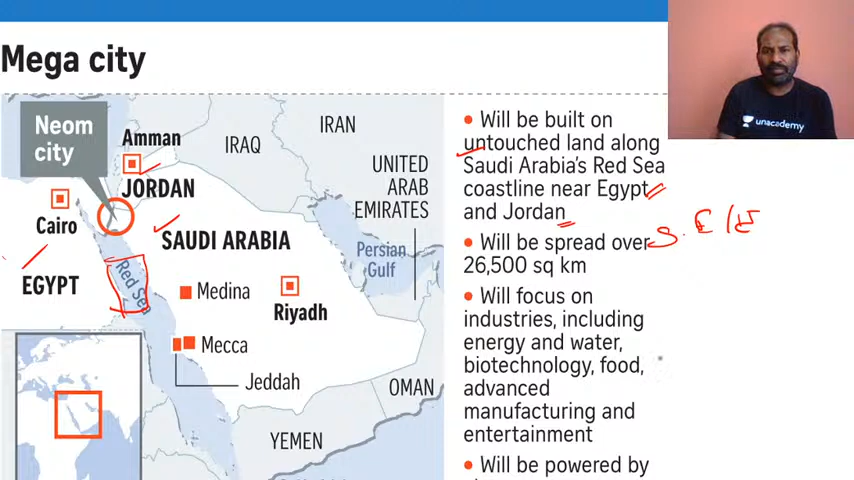 Mega city
Neom
city
Amman
JORDAN
IRAQ
IRAN
UNITED
ARAB
EMIRATES
Cairo
EGYPT
SAUDI ARABIA
Persian
Gulf
Red Sea
Medina
Riyadh
Mecca
Jeddah
OMAN
YEMEN
• Will be built on
untouched land along
Saudi Arabia's Red Sea
coastline near Egypt
and Jordan
• Will be spread over
26,500 sq km
• Will focus on
industries, including
energy and water,
biotechnology, food,
advanced
manufacturing and
entertainment
• Will be powered by
unacademy